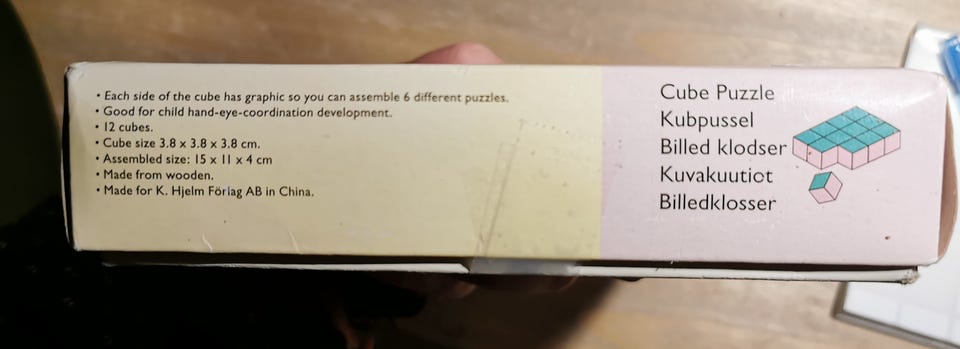 • Each side of the cube has graphic so you can assemble 6 different puzzles.
• Good for child hand-eye-coordination development.
• 12 cubes.
• Cube size 3.8 x 3.8 x 3.8 cm.
• Assembled size: 15 x 11 x 4 cm
• Made from wooden.
• Made for K. Hjelm Förlag AB in China.
Cube Puzzle
Kubpussel
Billed klodser
Kuvakuutiot
Billedklosser